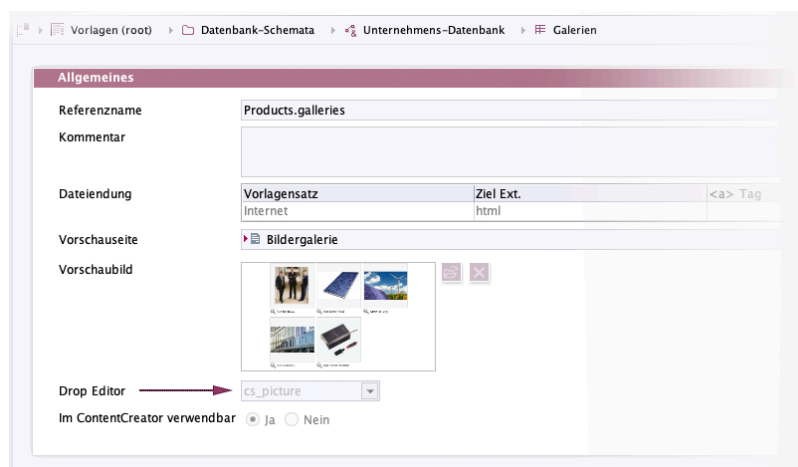 Vorlagen (root) Datenbank-Schemata Unternehmens-Datenbank Galerien
Allgemeines
Referenzname Products.galleries
Kommentar
Dateiendung Vorlagensatz Ziel Ext. <a> Tag
Internet html
Vorschauseite Bildergalerie
Vorschaubild
Drop Editor cs_picture
Im ContentCreator verwendbar Ja Nein